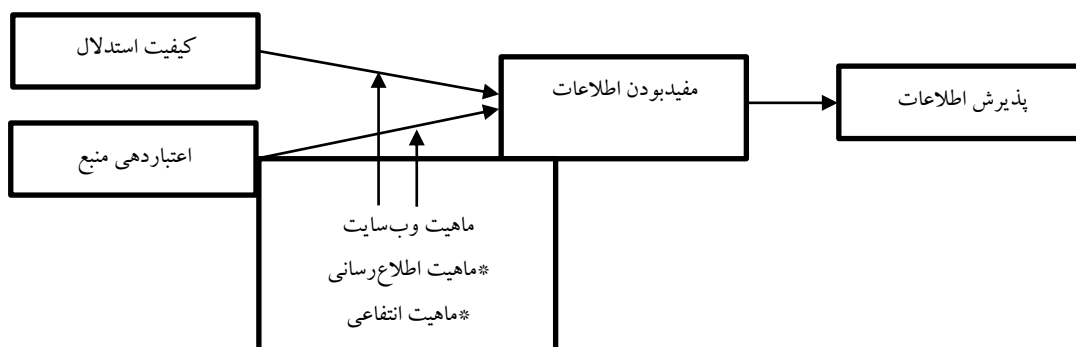 کیفیت استدلال
اعتباردهی منبع
مفیدبودن اطلاعات
پذیرش اطلاعات
ماهیت وب‌سایت
*ماهیت اطلاع‌رسانی
*ماهیت انتفاعی